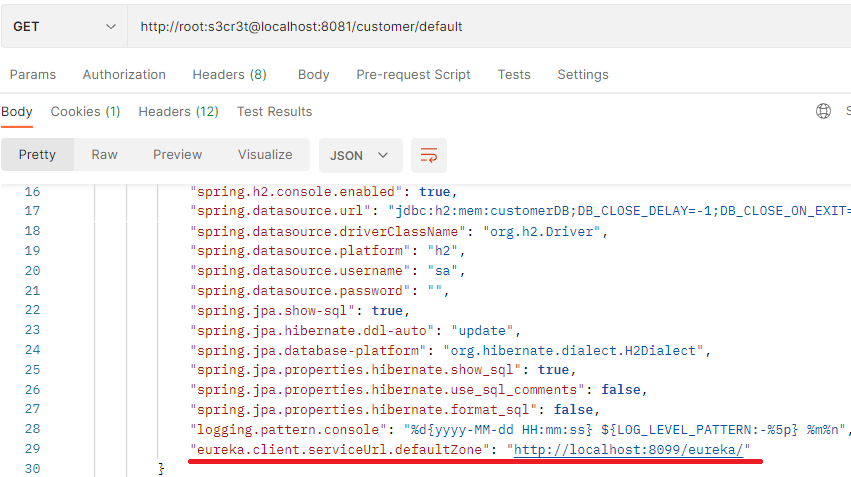 GET http://root:s3cr3t@localhost:8081/customer/default
Params Authorization Headers (8) Body Pre-request Script Tests Settings
Body Cookies (1) Headers (12) Test Results
Pretty Raw Preview Visualize JSON
16 "spring.h2.console.enabled": true,
17 "spring.datasource.url": "jdbc:h2:mem:customerDB;DB_CLOSE_DELAY=-1;DB_CLOSE_ON_EXIT=
18 "spring.datasource.driverClassName": "org.h2.Driver",
19 "spring.datasource.platform": "h2",
20 "spring.datasource.username": "sa",
21 "spring.datasource.password": "",
22 "spring.jpa.show-sql": true,
23 "spring.jpa.hibernate.ddl-auto": "update",
24 "spring.jpa.database-platform": "org.hibernate.dialect.H2Dialect",
25 "spring.jpa.properties.hibernate.show_sql": true,
26 "spring.jpa.properties.hibernate.use_sql_comments": false,
27 "spring.jpa.properties.hibernate.format_sql": false,
28 "logging.pattern.console": "%d{yyyy-MM-dd HH:mm:ss} ${LOG_LEVEL_PATTERN:-%5p} %m%n",
29 "eureka.client.serviceUrl.defaultZone": "http://localhost:8099/eureka/"
30 }